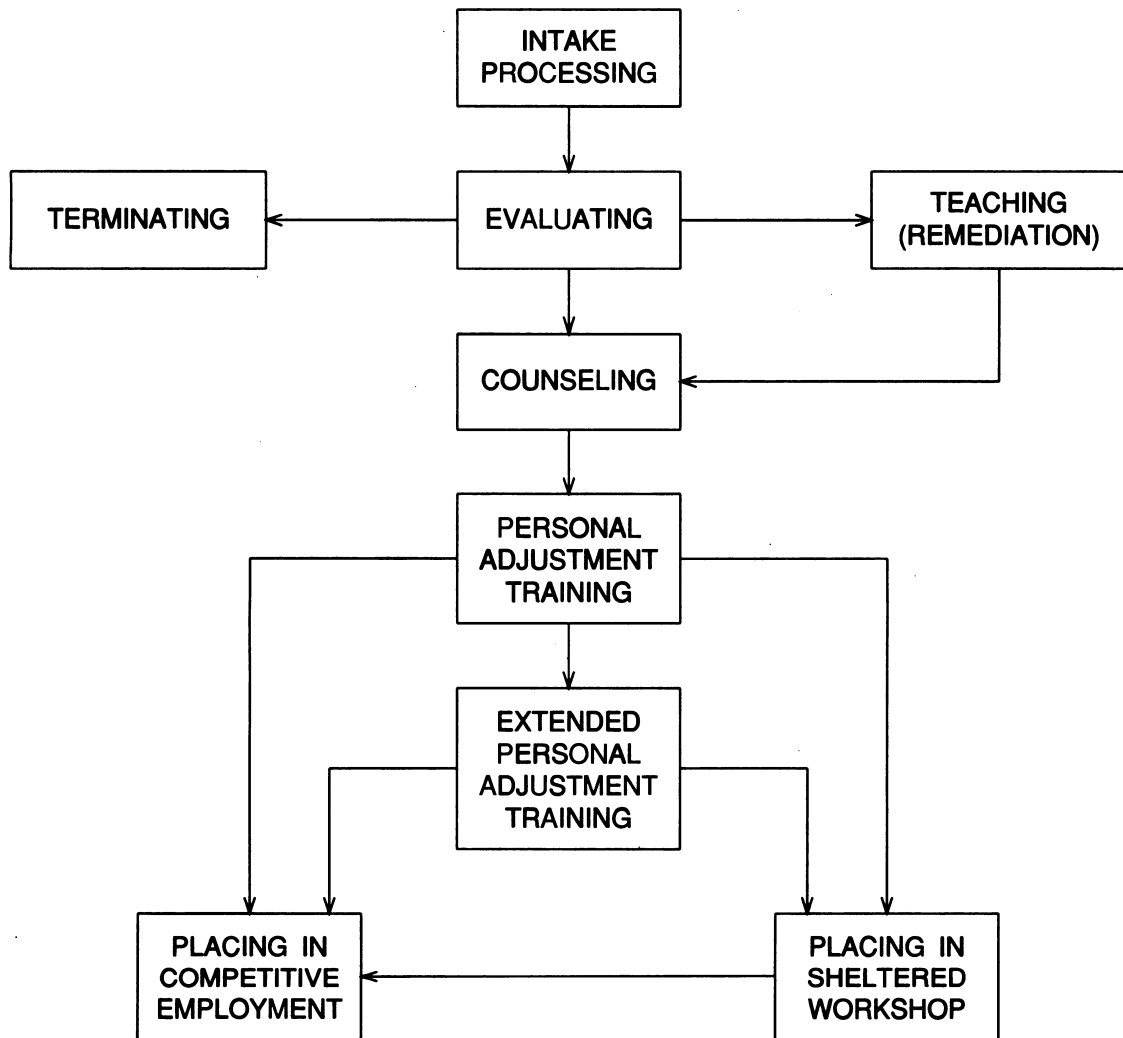 INTAKE
PROCESSING
TERMINATING
EVALUATING
TEACHING
(REMEDIATION)
COUNSELING
PERSONAL
ADJUSTMENT
TRAINING
EXTENDED
PERSONAL
ADJUSTMENT
TRAINING
PLACING IN
COMPETITIVE
EMPLOYMENT
PLACING IN
SHELTERED
WORKSHOP